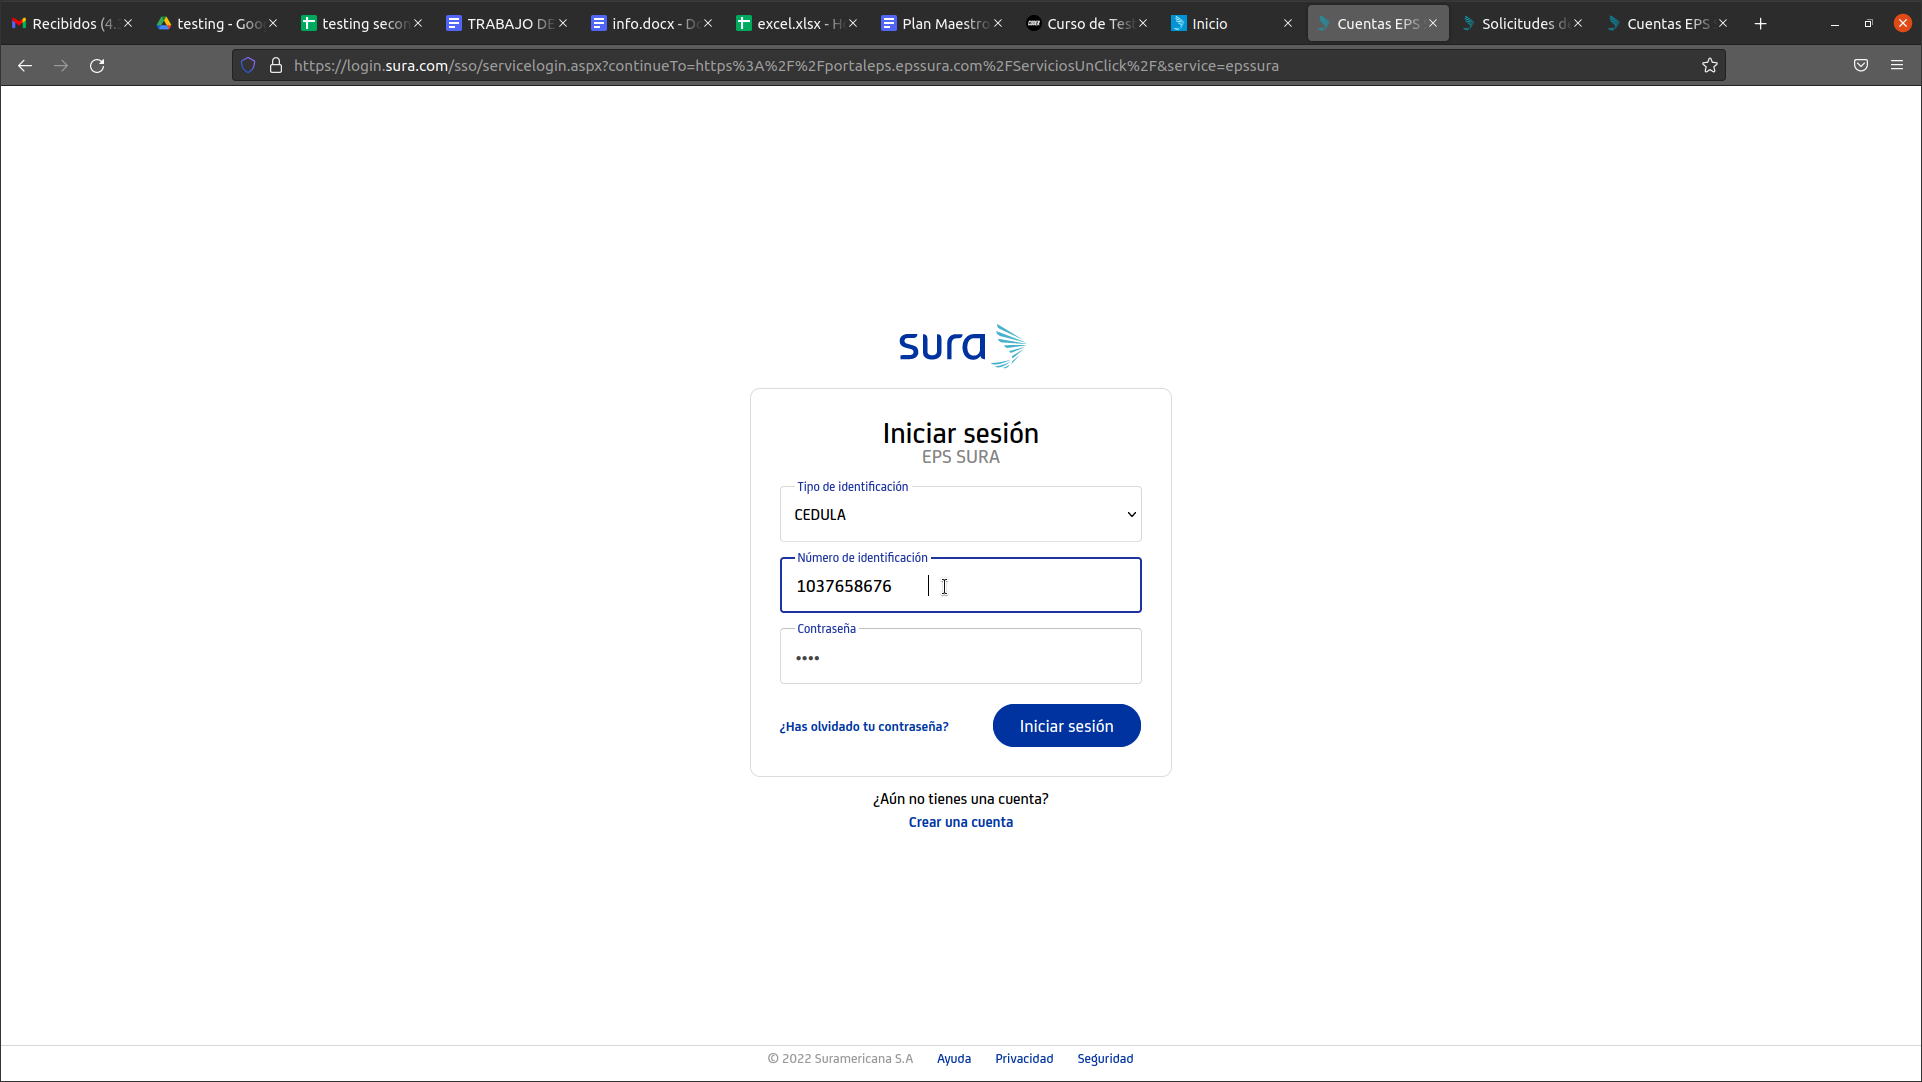 Recibidos (4.
testing - Goo
testing secon
TRABAJO DE
info.docx - Do
excel.xlsx - H
Plan Maestro
Curso de Tes
Inicio
Cuentas EPS
Solicitudes d
Cuentas EPS
https://login.sura.com/sso/servicelogin.aspx?continueTo=https%3A%2F%2Fportaleps.epssura.com%2FServiciosUnClick%2F&service=epssura
sura
Iniciar sesión
EPS SURA
Tipo de identificación
CEDULA
Número de identificación
1037658676
Contraseña
••••
¿Has olvidado tu contraseña?
Iniciar sesión
¿Aún no tienes una cuenta?
Crear una cuenta
© 2022 Suramericana S.A Ayuda Privacidad Seguridad